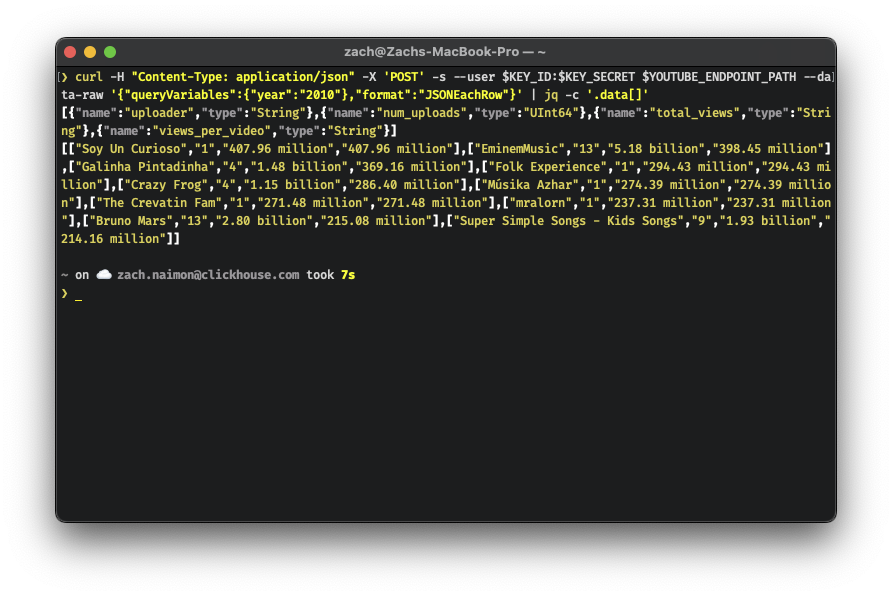 zach@Zachs-MacBook-Pro — ~
[❯ curl -H "Content-Type: application/json" -X 'POST' -s --user $KEY_ID:$KEY_SECRET $YOUTUBE_ENDPOINT_PATH --da]
ta-raw '{"queryVariables":{"year":"2010"},"format":"JSONEachRow"}' | jq -c '.data[]'
[{"name":"uploader","type":"String"},{"name":"num_uploads","type":"UInt64"},{"name":"total_views","type":"Stri
ng"},{"name":"views_per_video","type":"String"}]
[["Soy Un Curioso","1","407.96 million","407.96 million"],["EminemMusic","13","5.18 billion","398.45 million"]
,["Galinha Pintadinha","4","1.48 billion","369.16 million"],["Folk Experience","1","294.43 million","294.43 mi
llion"],["Crazy Frog","4","1.15 billion","286.40 million"],["Músika Azhar","1","274.39 million","274.39 millio
n"],["The Crevatin Fam","1","271.48 million","271.48 million"],["mralorn","1","237.31 million","237.31 million
"],["Bruno Mars","13","2.80 billion","215.08 million"],["Super Simple Songs - Kids Songs","9","1.93 billion","
214.16 million"]]
~ on ☁️ zach.naimon@clickhouse.com took 7s
❯ _